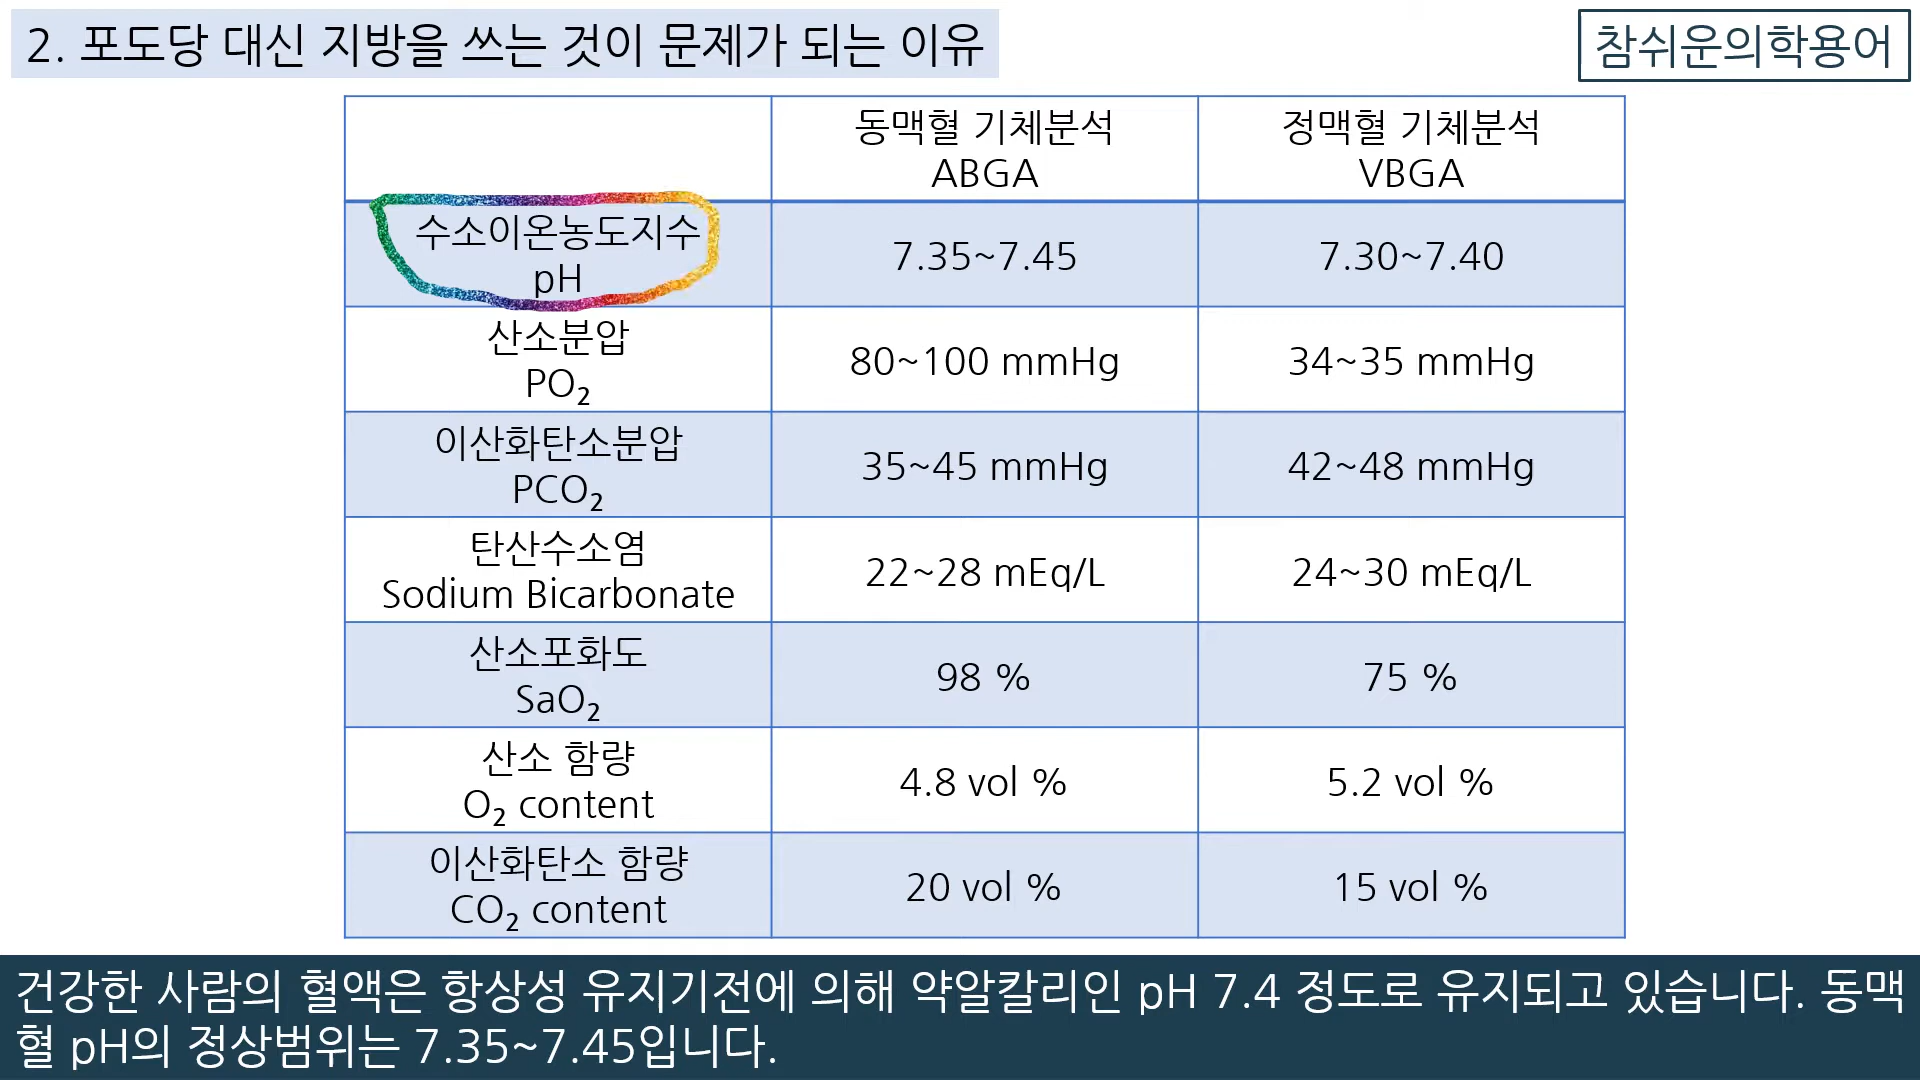 2. 포도당 대신 지방을 쓰는 것이 문제가 되는 이유
참쉬운의학용어
동맥혈 기체분석
ABGA
정맥혈 기체분석
VBGA
수소이온농도지수
pH
7.35~7.45
7.30~7.40
산소분압
PO₂
80~100 mmHg
34~35 mmHg
이산화탄소분압
PCO₂
35~45 mmHg
42~48 mmHg
탄산수소염
Sodium Bicarbonate
22~28 mEq/L
24~30 mEq/L
산소포화도
SaO₂
98 %
75 %
산소 함량
O₂ content
4.8 vol %
5.2 vol %
이산화탄소 함량
CO₂ content
20 vol %
15 vol %
건강한 사람의 혈액은 항상성 유지기전에 의해 약알칼리인 pH 7.4 정도로 유지되고 있습니다. 동맥
혈 pH의 정상범위는 7.35~7.45입니다.